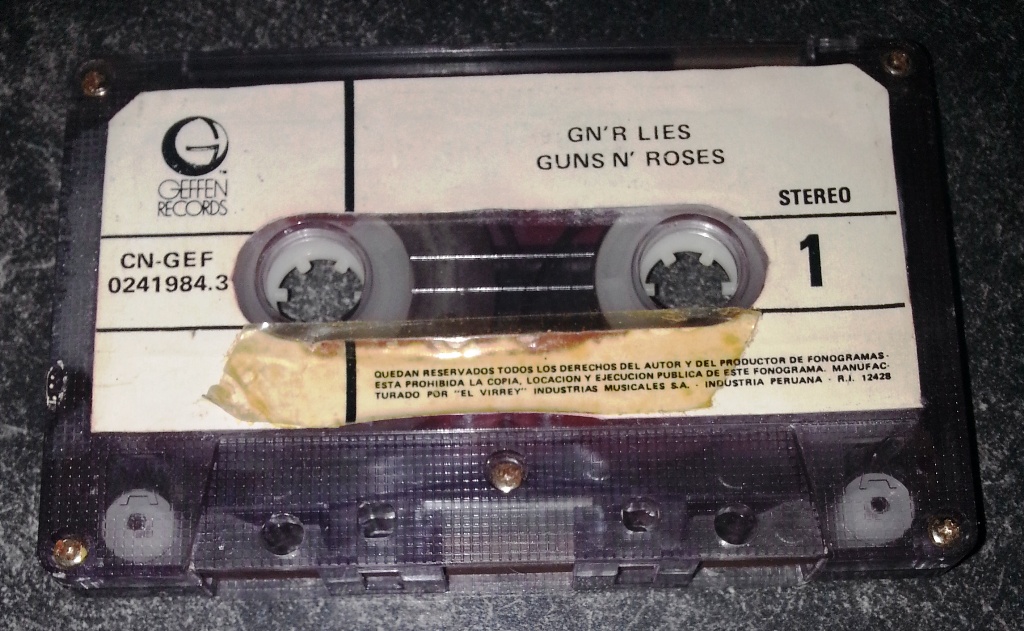 G
GEFFEN
RECORDS
GN'R LIES
GUNS N' ROSES
STEREO
1
CN-GEF
0241984.3
QUEDAN RESERVADOS TODOS LOS DERECHOS DEL AUTOR Y DEL PRODUCTOR DE FONOGRAMAS·
ESTA PROHIBIDA LA COPIA, LOCACION Y EJECUCION PUBLICA DE ESTE FONOGRAMA. MANUFAC-
TURADO POR "EL VIRREY" INDUSTRIAS MUSICALES S.A. · INDUSTRIA PERUANA · R.I. 12428